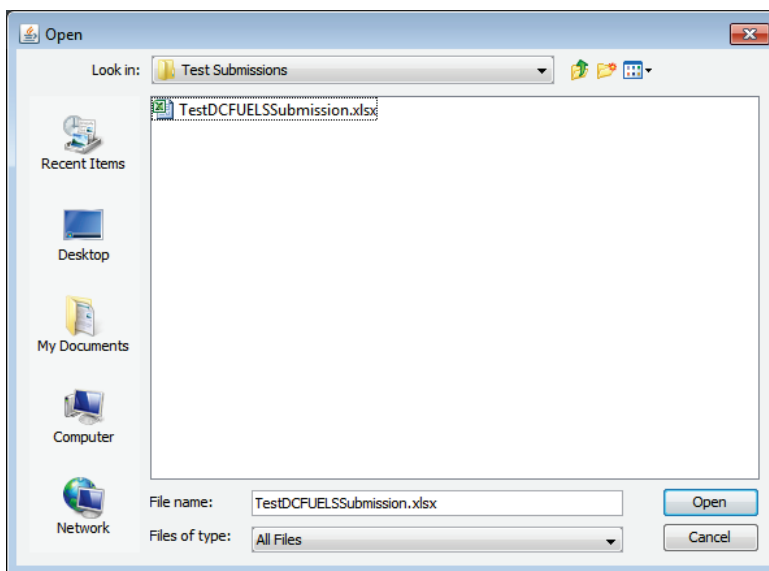 Open
Look in:
Test Submissions
TestDCFUELSSubmission.xlsx
Recent Items
Desktop
My Documents
Computer
Network
File name:
TestDCFUELSSubmission.xlsx
Open
Files of type:
All Files
Cancel